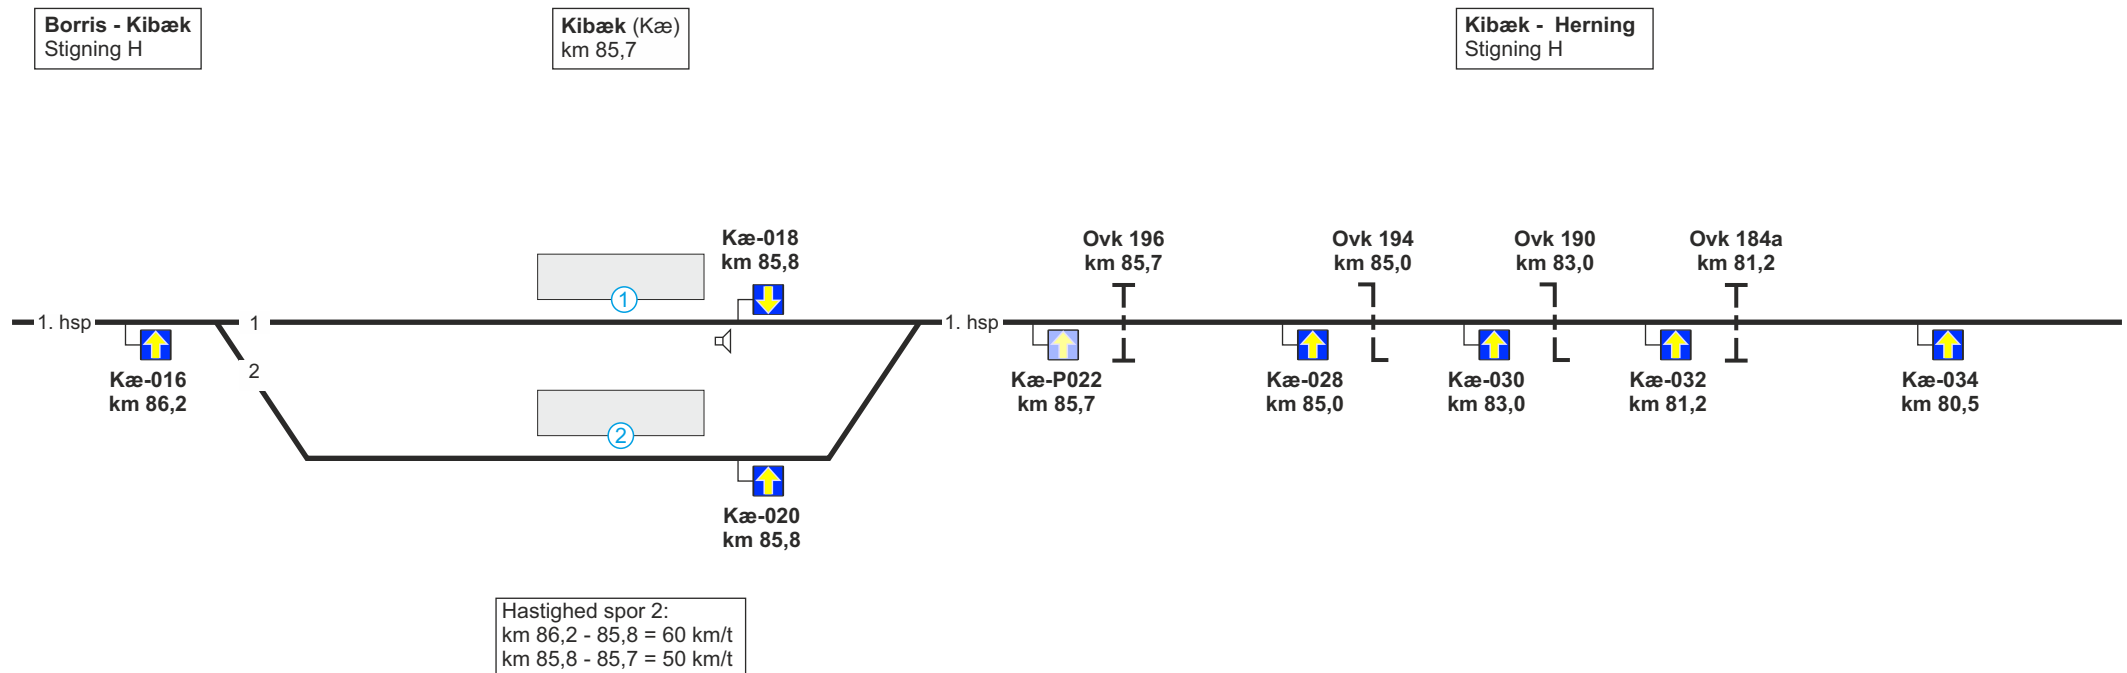 Borris - Kibæk
Stigning H
Kibæk (Kæ)
km 85,7
Kibæk - Herning
Stigning H
Kæ-018
km 85,8
Ovk 196
km 85,7
Ovk 194
km 85,0
Ovk 190
km 83,0
Ovk 184a
km 81,2
1
1. hsp
1
1. hsp
Kæ-016
km 86,2
2
Kæ-P022
km 85,7
Kæ-028
km 85,0
Kæ-030
km 83,0
Kæ-032
km 81,2
Kæ-034
km 80,5
2
Kæ-020
km 85,8
Hastighed spor 2:
km 86,2 - 85,8 = 60 km/t
km 85,8 - 85,7 = 50 km/t